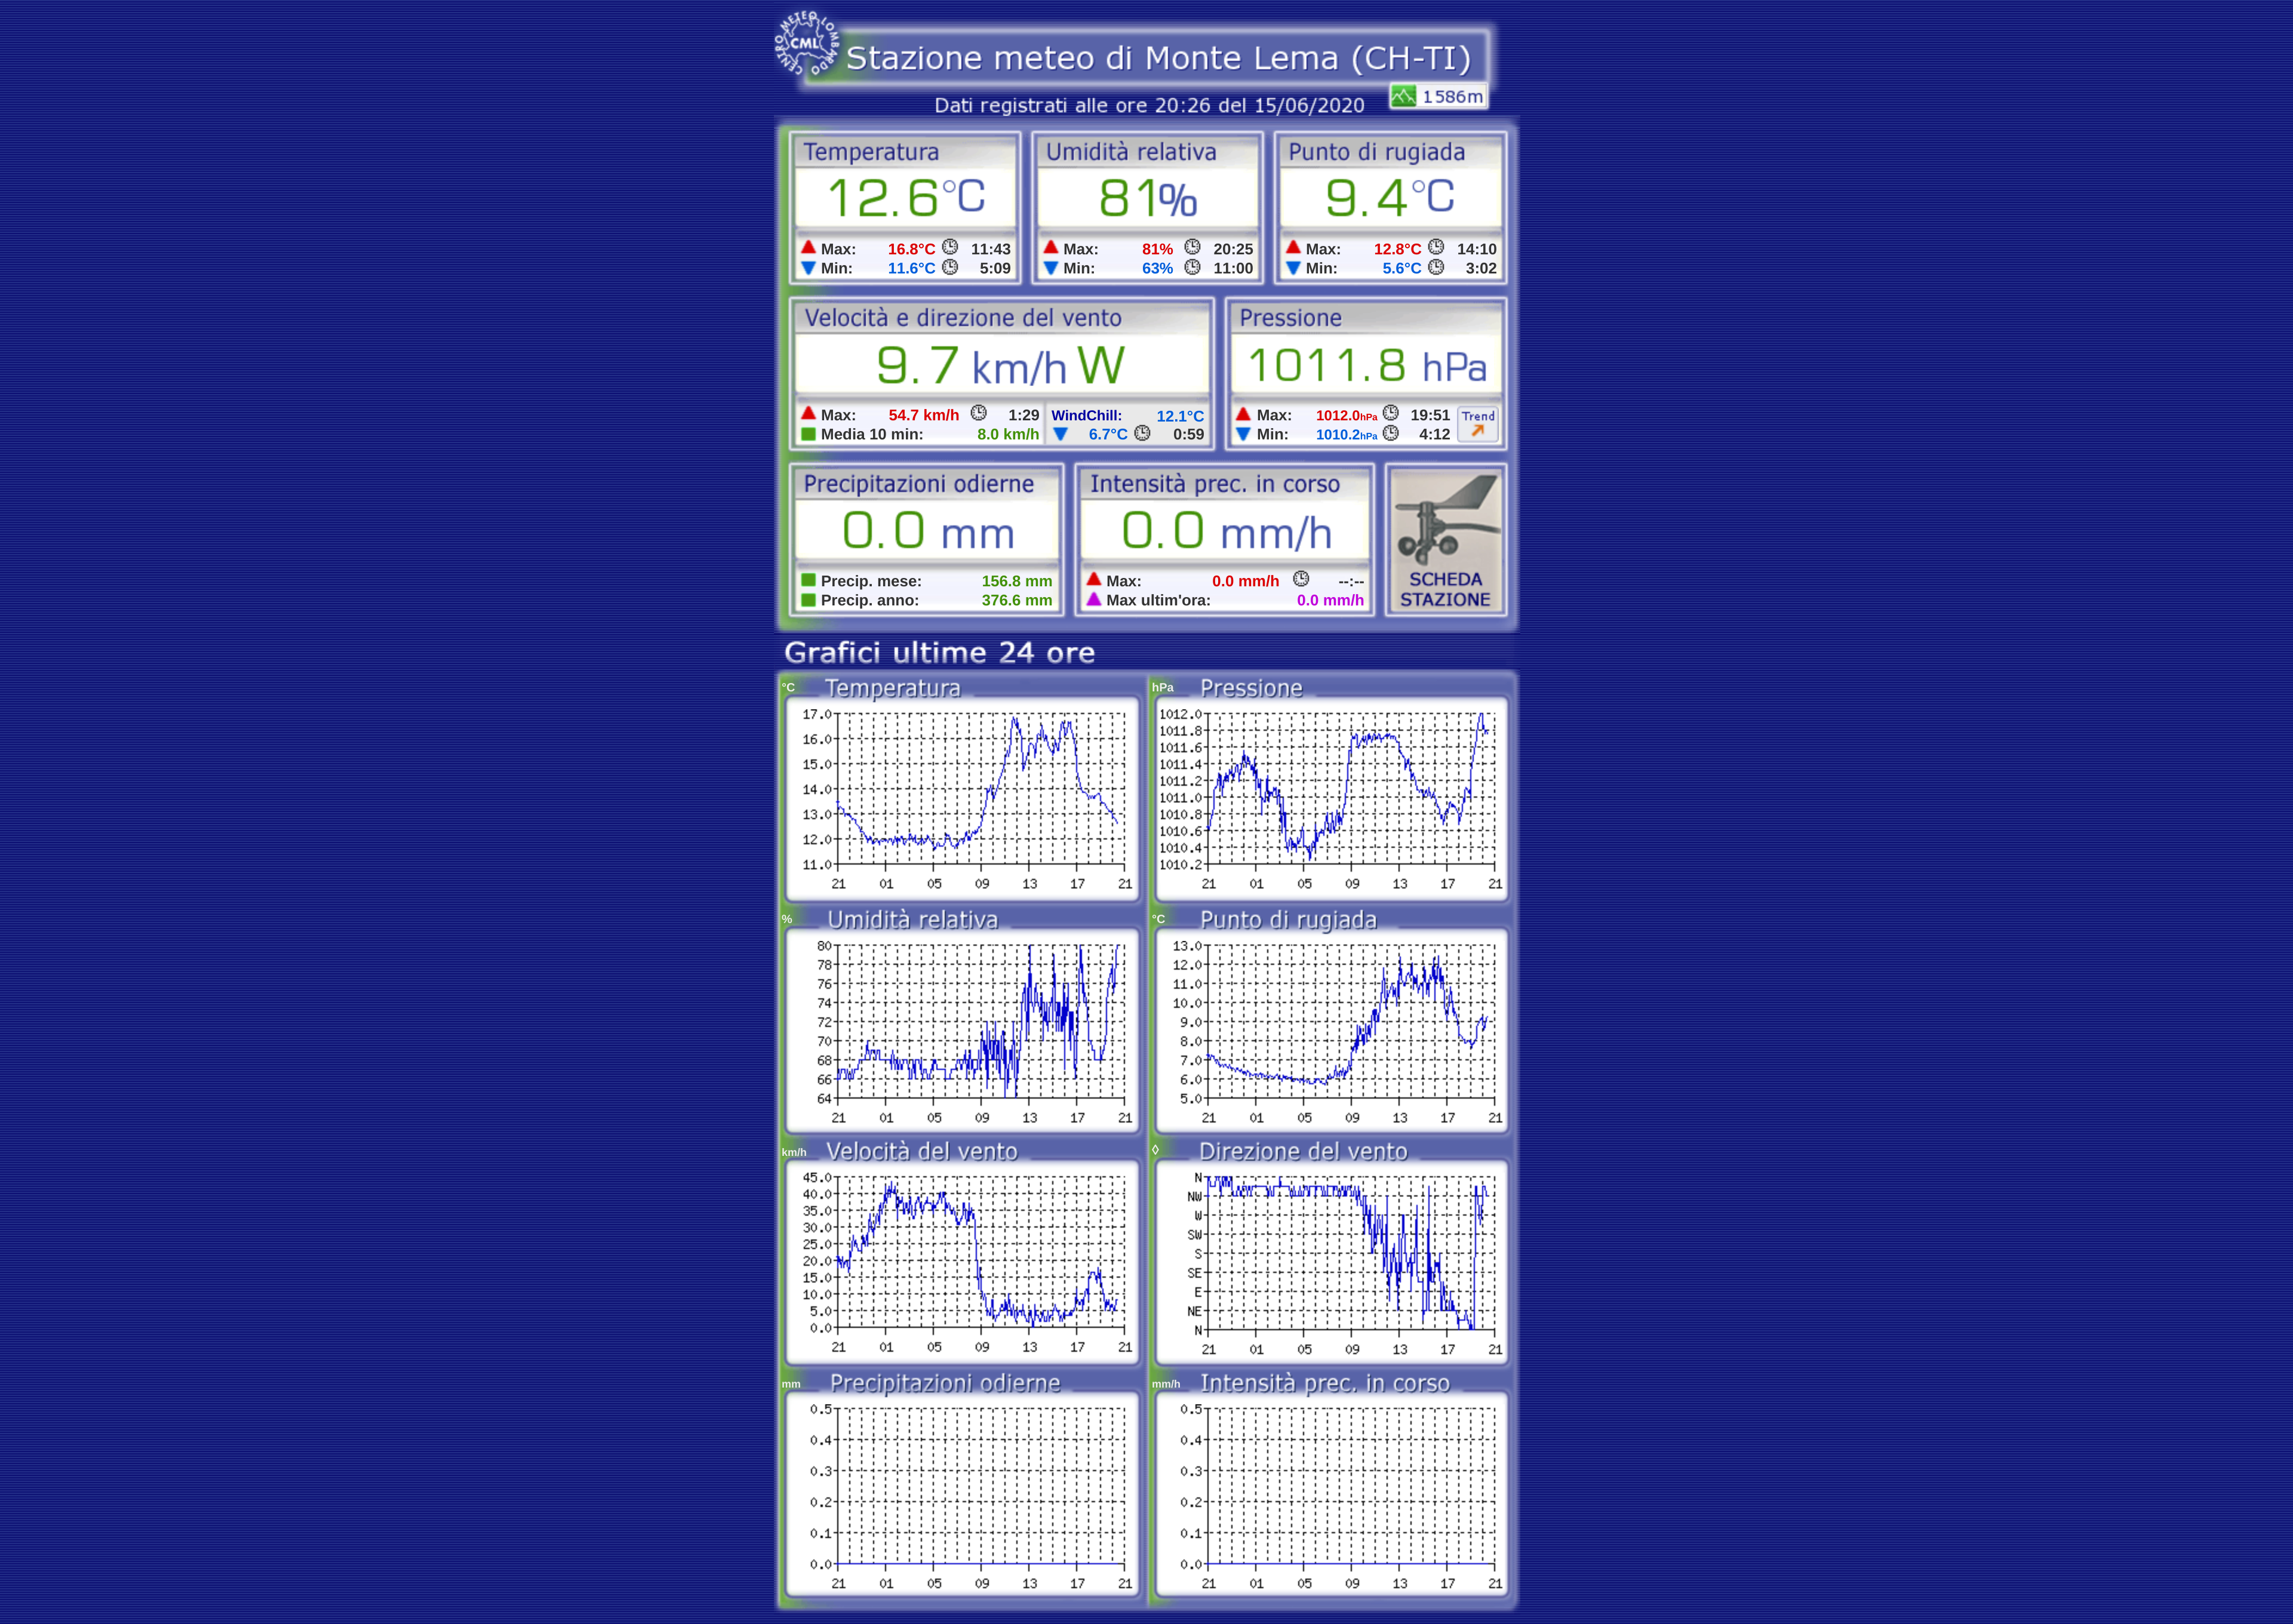 CENTRO METEO LOMBARDO
CML
Stazione meteo di Monte Lema (CH-TI)
Dati registrati alle ore 20:26 del 15/06/2020
1586m
Temperatura
12.6°C
Max: 16.8°C 11:43
Min: 11.6°C 5:09
Umidità relativa
81%
Max: 81% 20:25
Min: 63% 11:00
Punto di rugiada
9.4°C
Max: 12.8°C 14:10
Min: 5.6°C 3:02
Velocità e direzione del vento
9.7 km/h W
Max: 54.7 km/h 1:29
Media 10 min: 8.0 km/h
WindChill: 12.1°C
6.7°C 0:59
Pressione
1011.8 hPa
Max: 1012.0hPa 19:51
Min: 1010.2hPa 4:12
Trend
Precipitazioni odierne
0.0 mm
Precip. mese: 156.8 mm
Precip. anno: 376.6 mm
Intensità prec. in corso
0.0 mm/h
Max: 0.0 mm/h --:--
Max ultim'ora: 0.0 mm/h
SCHEDA
STAZIONE
Grafici ultime 24 ore
°C Temperatura
17.0
16.0
15.0
14.0
13.0
12.0
11.0
21 01 05 09 13 17 21
hPa Pressione
1012.0
1011.8
1011.6
1011.4
1011.2
1011.0
1010.8
1010.6
1010.4
1010.2
21 01 05 09 13 17 21
% Umidità relativa
80
78
76
74
72
70
68
66
64
21 01 05 09 13 17 21
°C Punto di rugiada
13.0
12.0
11.0
10.0
9.0
8.0
7.0
6.0
5.0
21 01 05 09 13 17 21
km/h Velocità del vento
45.0
40.0
35.0
30.0
25.0
20.0
15.0
10.0
5.0
0.0
21 01 05 09 13 17 21
◊ Direzione del vento
N
NW
W
SW
S
SE
E
NE
N
21 01 05 09 13 17 21
mm Precipitazioni odierne
0.5
0.4
0.3
0.2
0.1
0.0
21 01 05 09 13 17 21
mm/h Intensità prec. in corso
0.5
0.4
0.3
0.2
0.1
0.0
21 01 05 09 13 17 21